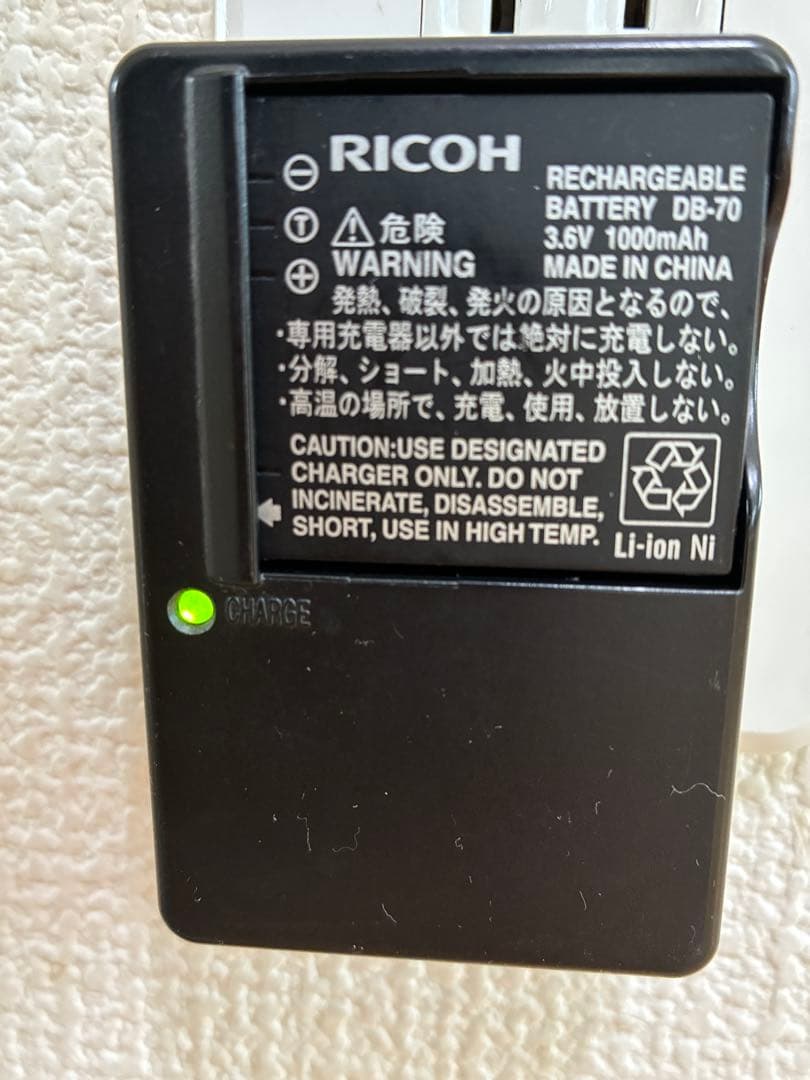 RICOH
RECHARGEABLE
BATTERY DB-70
3.6V 1000mAh
MADE IN CHINA
⊖
Ⓣ
⊕
⚠危険
WARNING
発熱、破裂、発火の原因となるので、
・専用充電器以外では絶対に充電しない。
・分解、ショート、加熱、火中投入しない。
・高温の場所で、充電、使用、放置しない。
CAUTION:USE DESIGNATED
CHARGER ONLY. DO NOT
INCINERATE, DISASSEMBLE,
SHORT, USE IN HIGH TEMP.
Li-ion Ni
CHARGE